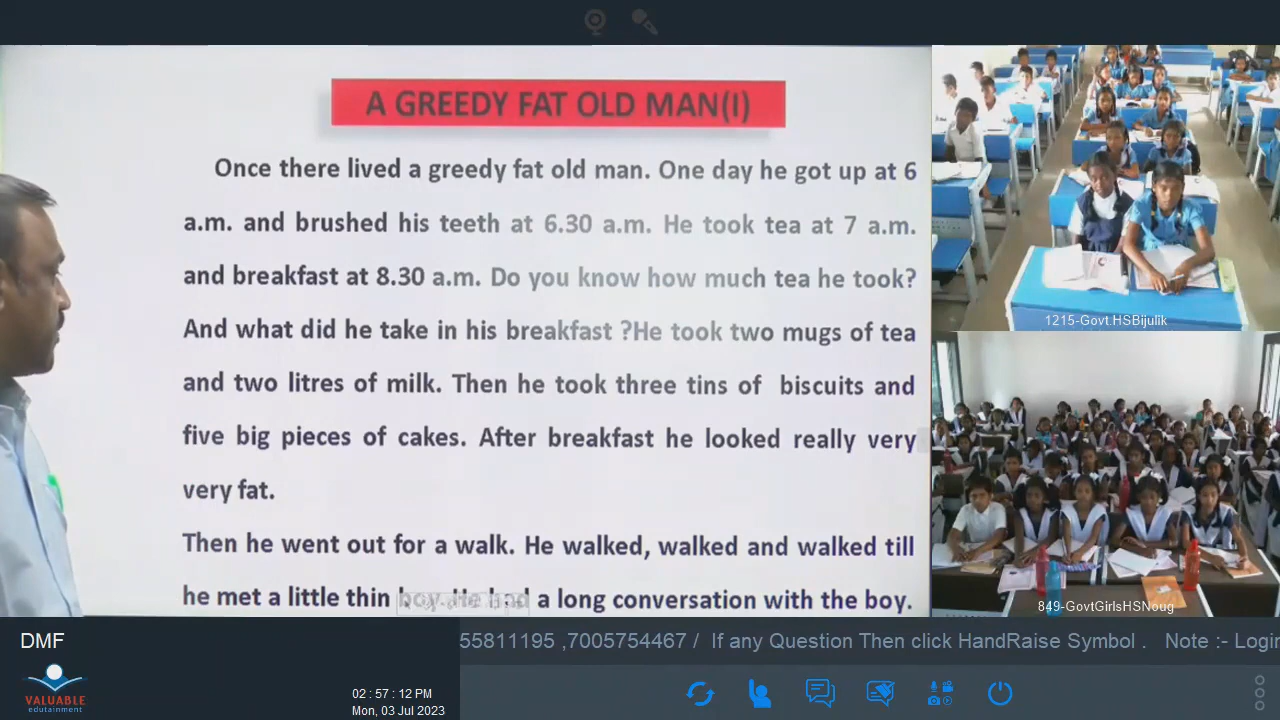 A GREEDY FAT OLD MAN(I)
Once there lived a greedy fat old man. One day he got up at 6
a.m. and brushed his teeth at 6.30 a.m. He took tea at 7 a.m.
and breakfast at 8.30 a.m. Do you know how much tea he took?
And what did he take in his breakfast ?He took two mugs of tea
and two litres of milk. Then he took three tins of biscuits and
five big pieces of cakes. After breakfast he looked really very
very fat.
Then he went out for a walk. He walked, walked and walked till
he met a little thin boy. He had a long conversation with the boy.
1215-Govt.HSBijulik
849-GovtGirlsHSNoug
DMF
55811195 ,7005754467 / If any Question Then click HandRaise Symbol . Note :- Login
VALUABLE
edutainment
02 : 57 : 12 PM
Mon, 03 Jul 2023